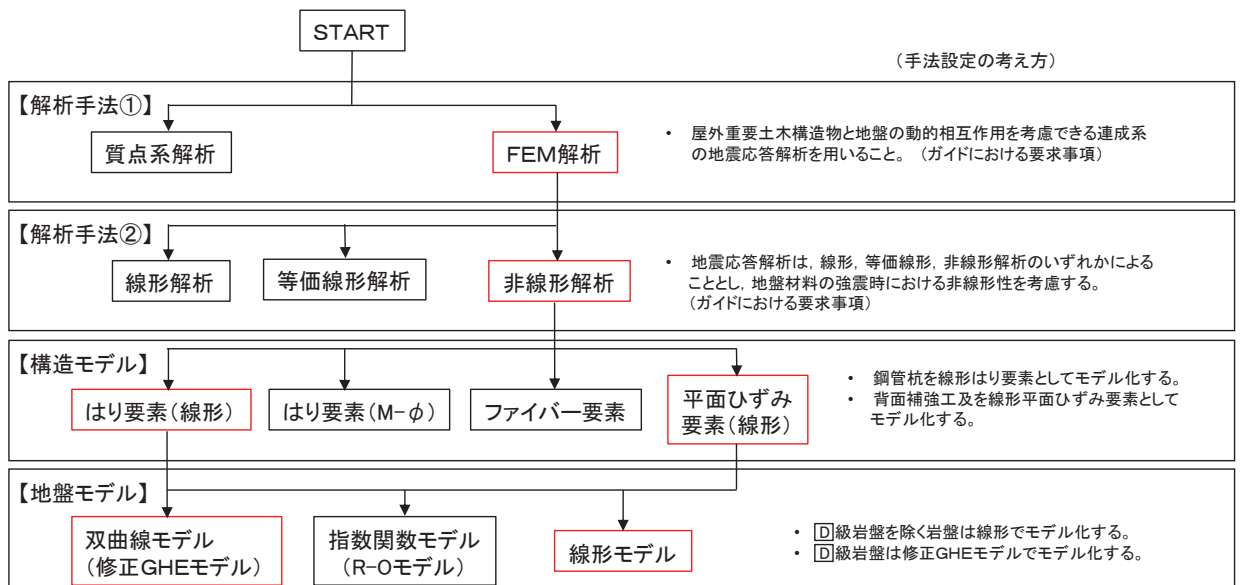 START
（手法設定の考え方）
【解析手法①】
質点系解析
FEM解析
・ 屋外重要土木構造物と地盤の動的相互作用を考慮できる連成系
の地震応答解析を用いること。（ガイドにおける要求事項）
【解析手法②】
線形解析
等価線形解析
非線形解析
・ 地震応答解析は，線形，等価線形，非線形解析のいずれかによる
こととし，地盤材料の強震時における非線形性を考慮する。
（ガイドにおける要求事項）
【構造モデル】
はり要素（線形）
はり要素（M-φ）
ファイバー要素
平面ひずみ
要素（線形）
・ 鋼管杭を線形はり要素としてモデル化する。
・ 背面補強工及を線形平面ひずみ要素として
モデル化する。
【地盤モデル】
双曲線モデル
（修正GHEモデル）
指数関数モデル
（R-Oモデル）
線形モデル
・ D級岩盤を除く岩盤は線形でモデル化する。
・ D級岩盤は修正GHEモデルでモデル化する。